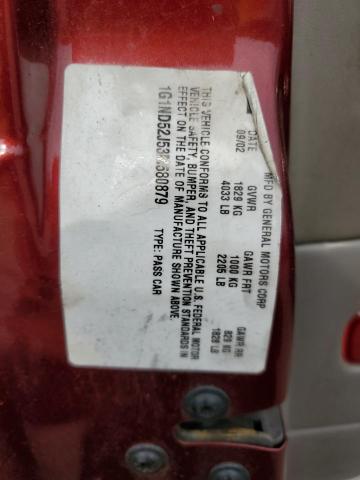 MFD BY GENERAL MOTORS CORP
DATE GVWR GAWR FRT GAWR RR
09/02 1829 KG 1000 KG 829 KG
4033 LB 2205 LB 1828 LB
THIS VEHICLE CONFORMS TO ALL APPLICABLE U.S. FEDERAL MOTOR
VEHICLE SAFETY, BUMPER, AND THEFT PREVENTION STANDARDS IN
EFFECT ON THE DATE OF MANUFACTURE SHOWN ABOVE.
1G1ND52J537680879 TYPE: PASS CAR